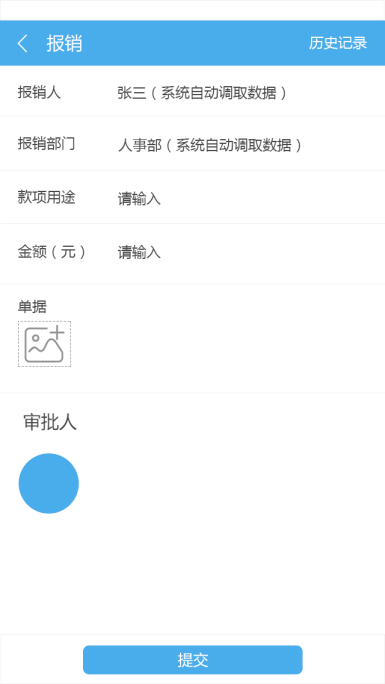 报销
历史记录
报销人
张三（系统自动调取数据）
报销部门
人事部（系统自动调取数据）
款项用途
请输入
金额（元）
请输入
单据
审批人
提交